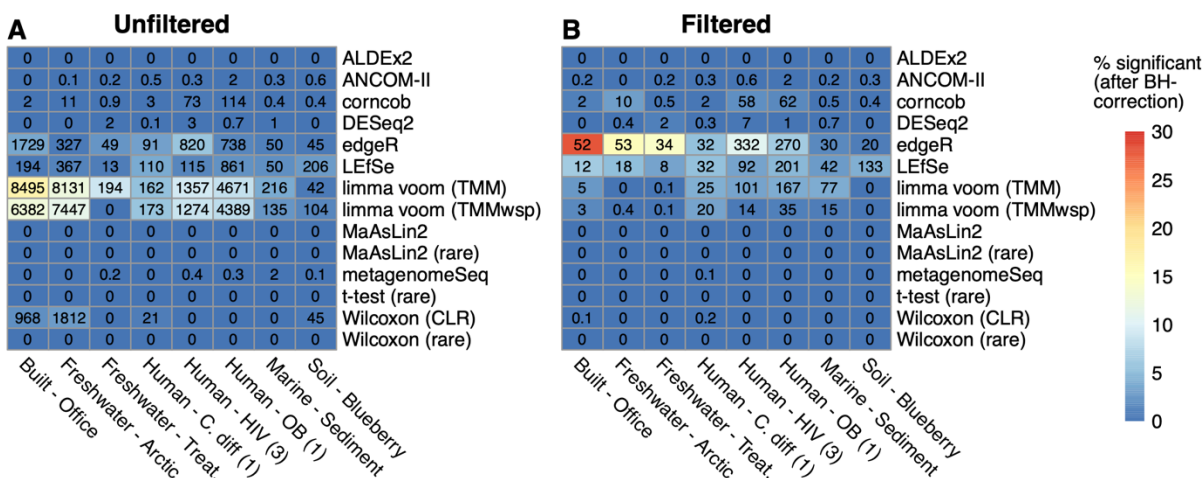 A Unfiltered
0 0 0 0 0 0 0 0 ALDEx2
0 0.1 0.2 0.5 0.3 2 0.3 0.6 ANCOM-II
2 11 0.9 3 73 114 0.4 0.4 corncob
0 0 2 0.1 3 0.7 1 0 DESeq2
1729 327 49 91 820 738 50 45 edgeR
194 367 13 110 115 861 50 206 LEfSe
8495 8131 194 162 1357 4671 216 42 limma voom (TMM)
6382 7447 0 173 1274 4389 135 104 limma voom (TMMwsp)
0 0 0 0 0 0 0 0 MaAsLin2
0 0 0 0 0 0 0 0 MaAsLin2 (rare)
0 0 0.2 0 0.4 0.3 2 0.1 metagenomeSeq
0 0 0 0 0 0 0 0 t-test (rare)
968 1812 0 21 0 0 0 45 Wilcoxon (CLR)
0 0 0 0 0 0 0 0 Wilcoxon (rare)
Built - Office
Freshwater - Arctic
Freshwater - Treat.
Human - C. diff (1)
Human - HIV (3)
Human - OB (1)
Marine - Sediment
Soil - Blueberry
B Filtered
0 0 0 0 0 0 0 0 ALDEx2
0.2 0 0.2 0.3 0.6 2 0.2 0.3 ANCOM-II
2 10 0.5 2 58 62 0.5 0.4 corncob
0 0.4 2 0.3 7 1 0.7 0 DESeq2
52 53 34 32 332 270 30 20 edgeR
12 18 8 32 92 201 42 133 LEfSe
5 0 0.1 25 101 167 77 0 limma voom (TMM)
3 0.4 0.1 20 14 35 15 0 limma voom (TMMwsp)
0 0 0 0 0 0 0 0 MaAsLin2
0 0 0 0 0 0 0 0 MaAsLin2 (rare)
0 0 0 0.1 0 0 0 0 metagenomeSeq
0 0 0 0 0 0 0 0 t-test (rare)
0.1 0 0 0.2 0 0 0 0 Wilcoxon (CLR)
0 0 0 0 0 0 0 0 Wilcoxon (rare)
Built - Office
Freshwater - Arctic
Freshwater - Treat.
Human - C. diff (1)
Human - HIV (3)
Human - OB (1)
Marine - Sediment
Soil - Blueberry
% significant
(after BH-
correction)
30
25
20
15
10
5
0